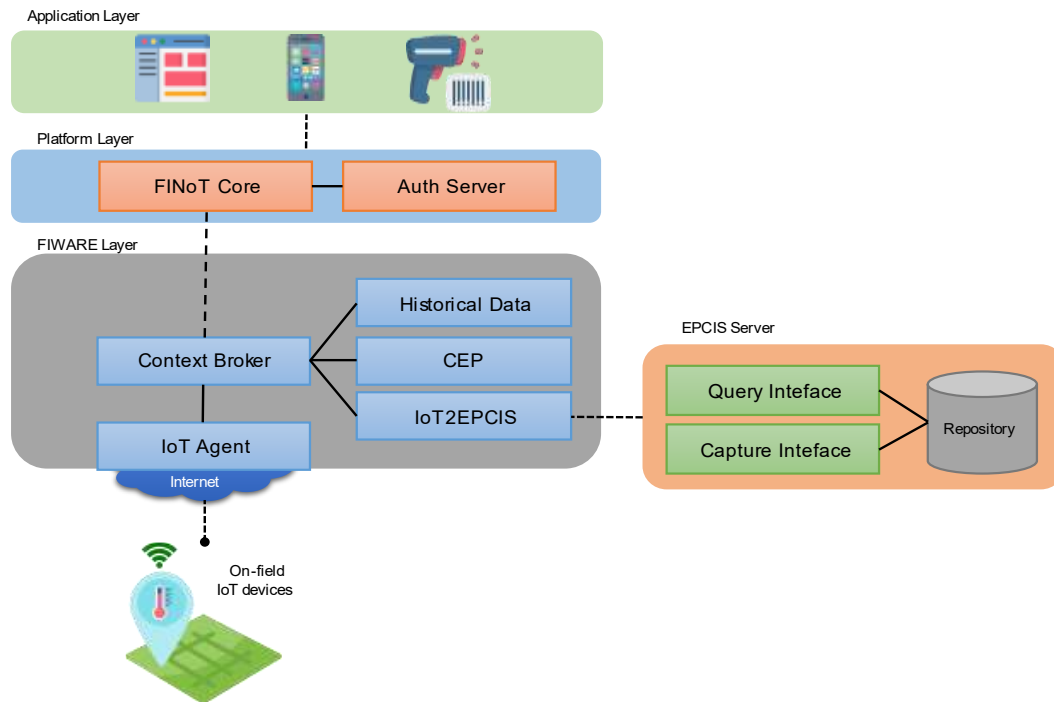 Application Layer
Platform Layer
FINoT Core
Auth Server
FIWARE Layer
Historical Data
Context Broker
CEP
IoT2EPCIS
IoT Agent
Internet
On-field
IoT devices
EPCIS Server
Query Inteface
Capture Inteface
Repository